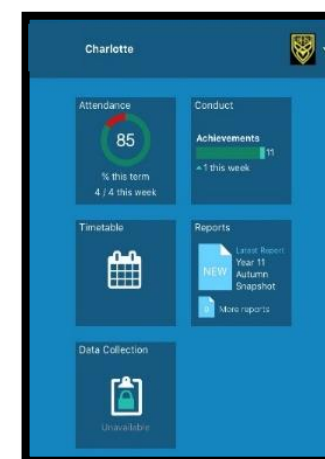 Charlotte
Attendance
85
% this term
4 / 4 this week
Conduct
Achievements
11
1 this week
Timetable
Reports
NEW
Latest Report
Year 11
Autumn
Snapshot
More reports
Data Collection
Unavailable